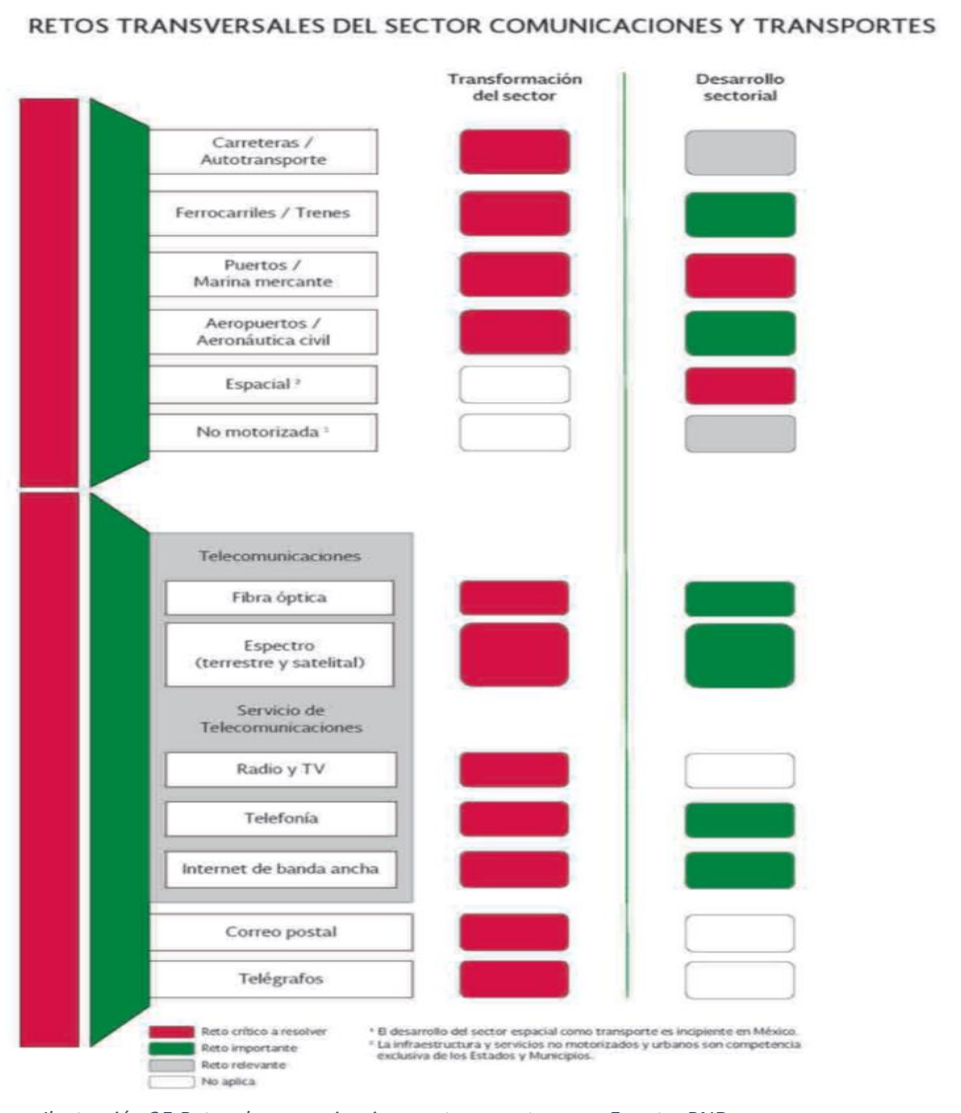 RETOS TRANSVERSALES DEL SECTOR COMUNICACIONES Y TRANSPORTES
Transformación
del sector
Desarrollo
sectorial
Carreteras /
Autotransporte
Ferrocarriles / Trenes
Puertos /
Marina mercante
Aeropuertos /
Aeronáutica civil
Espacial ²
No motorizada ¹
Telecomunicaciones
Fibra óptica
Espectro
(terrestre y satelital)
Servicio de
Telecomunicaciones
Radio y TV
Telefonía
Internet de banda ancha
Correo postal
Telégrafos
Reto crítico a resolver
Reto importante
Reto relevante
No aplica
¹ El desarrollo del sector espacial como transporte es incipiente en México.
² La infraestructura y servicios no motorizados y urbanos son competencia
exclusiva de los Estados y Municipios.